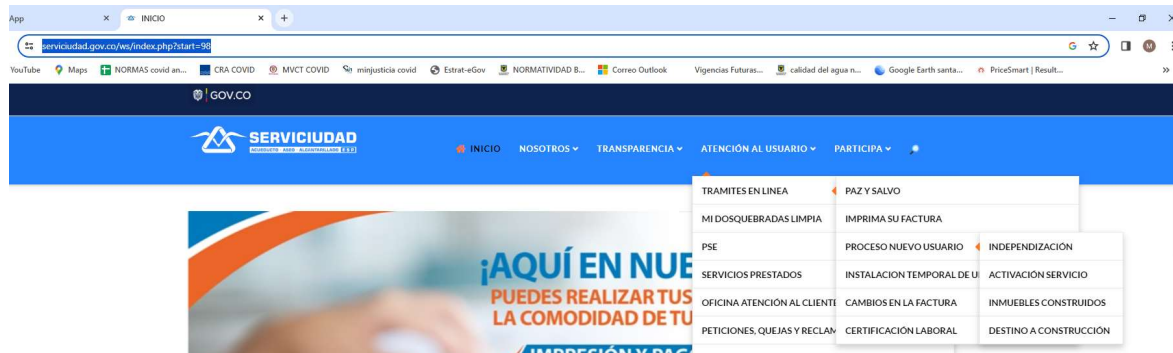 App
INICIO
serviciudad.gov.co/ws/index.php?start=98
YouTube Maps NORMAS covid an... CRA COVID MVCT COVID minjusticia covid Estrat-eGov NORMATIVIDAD B... Correo Outlook Vigencias Futuras... calidad del agua n... Google Earth santa... PriceSmart | Result... »
GOV.CO
SERVICIUDAD
ACUEDUCTO - ASEO - ALCANTARILLADO E.S.P
INICIO NOSOTROS TRANSPARENCIA ATENCIÓN AL USUARIO PARTICIPA
TRAMITES EN LINEA PAZ Y SALVO
MI DOSQUEBRADAS LIMPIA IMPRIMA SU FACTURA
PSE PROCESO NUEVO USUARIO INDEPENDIZACIÓN
SERVICIOS PRESTADOS INSTALACION TEMPORAL DE U ACTIVACIÓN SERVICIO
OFICINA ATENCIÓN AL CLIENTE CAMBIOS EN LA FACTURA INMUEBLES CONSTRUIDOS
PETICIONES, QUEJAS Y RECLAM CERTIFICACIÓN LABORAL DESTINO A CONSTRUCCIÓN
¡AQUÍ EN NUE
PUEDES REALIZAR TUS
LA COMODIDAD DE TU
IMPRESIÓN Y PAG